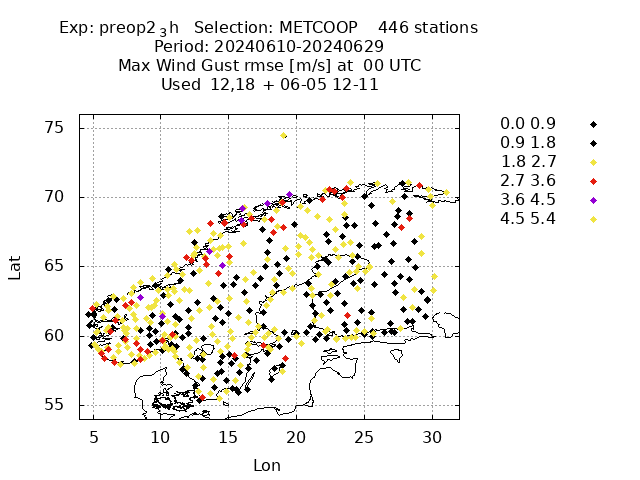 Exp: preop2₃h   Selection: METCOOP    446 stations
Period: 20240610-20240629
Max Wind Gust rmse [m/s] at  00 UTC
Used  12,18 + 06-05 12-11
0.0 0.9
0.9 1.8
1.8 2.7
2.7 3.6
3.6 4.5
4.5 5.4
75
70
65
60
55
Lat
5 10 15 20 25 30
Lon